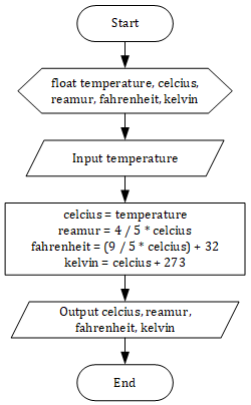 Start
float temperature, celcius,
reamur, fahrenheit, kelvin
Input temperature
celcius = temperature
reamur = 4 / 5 * celcius
fahrenheit = (9 / 5 * celcius) + 32
kelvin = celcius + 273
Output celcius, reamur,
fahrenheit, kelvin
End